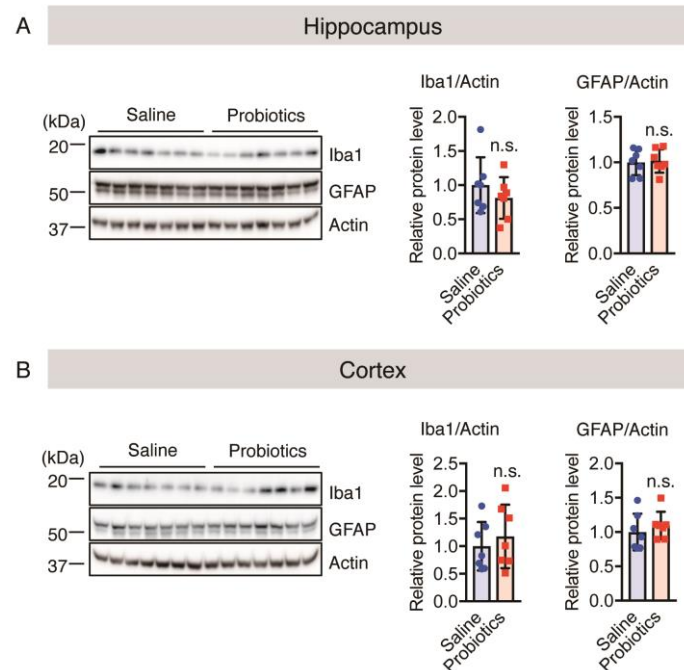 A
Hippocampus
(kDa)
Saline
Probiotics
20
Iba1
50
GFAP
37
Actin
Iba1/Actin
Relative protein level
2.0
1.5
1.0
0.5
0.0
n.s.
Saline
Probiotics
GFAP/Actin
Relative protein level
1.5
1.0
0.5
0.0
n.s.
Saline
Probiotics
B
Cortex
(kDa)
Saline
Probiotics
20
Iba1
50
GFAP
37
Actin
Iba1/Actin
Relative protein level
2.5
2.0
1.5
1.0
0.5
0.0
n.s.
Saline
Probiotics
GFAP/Actin
Relative protein level
2.0
1.5
1.0
0.5
0.0
n.s.
Saline
Probiotics